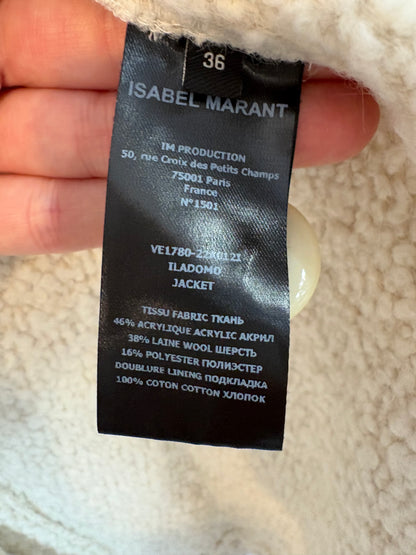 36
ISABEL MARANT
IM PRODUCTION
50, rue Croix des Petits Champs
75001 Paris
France
N°1501
ILADOMO
JACKET
TISSU FABRIC ТКАНЬ
46% ACRYLIQUE ACRYLIC АКРИЛ
38% LAINE WOOL ШЕРСТЬ
16% POLYESTER ПОЛИЭСТЕР
DOUBLURE LINING ПОДКЛАДКА
100% COTON COTTON ХЛОПОК